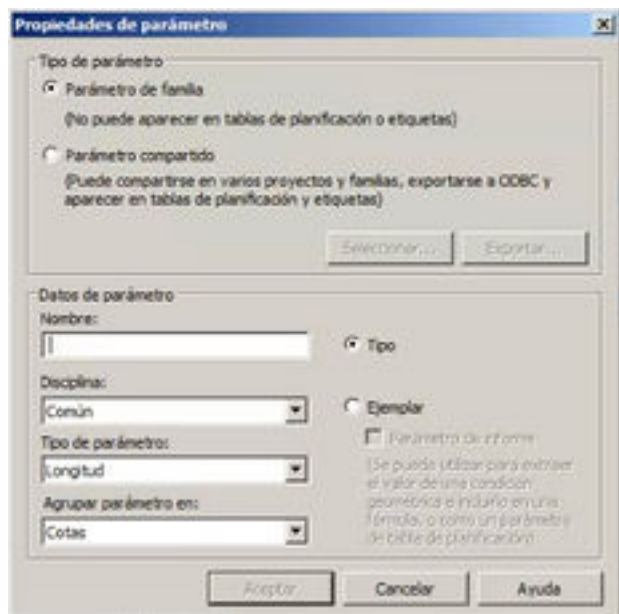 Propiedades de parámetro
Tipo de parámetro
Parámetro de familia
(No puede aparecer en tablas de planificación o etiquetas)
Parámetro compartido
(Puede compartirse en varios proyectos y familias, exportarse a ODBC y
aparecer en tablas de planificación y etiquetas)
Seleccionar...
Exportar...
Datos de parámetro
Nombre:
Tipo
Disciplina:
Común
Ejemplar
Tipo de parámetro:
Parámetro de informe
Longitud
(Se puede utilizar para extraer
el valor de una condición
geométrica e incluirlo en una
fórmula, o como un parámetro
de tabla de planificación)
Agrupar parámetro en:
Cotas
Aceptar
Cancelar
Ayuda